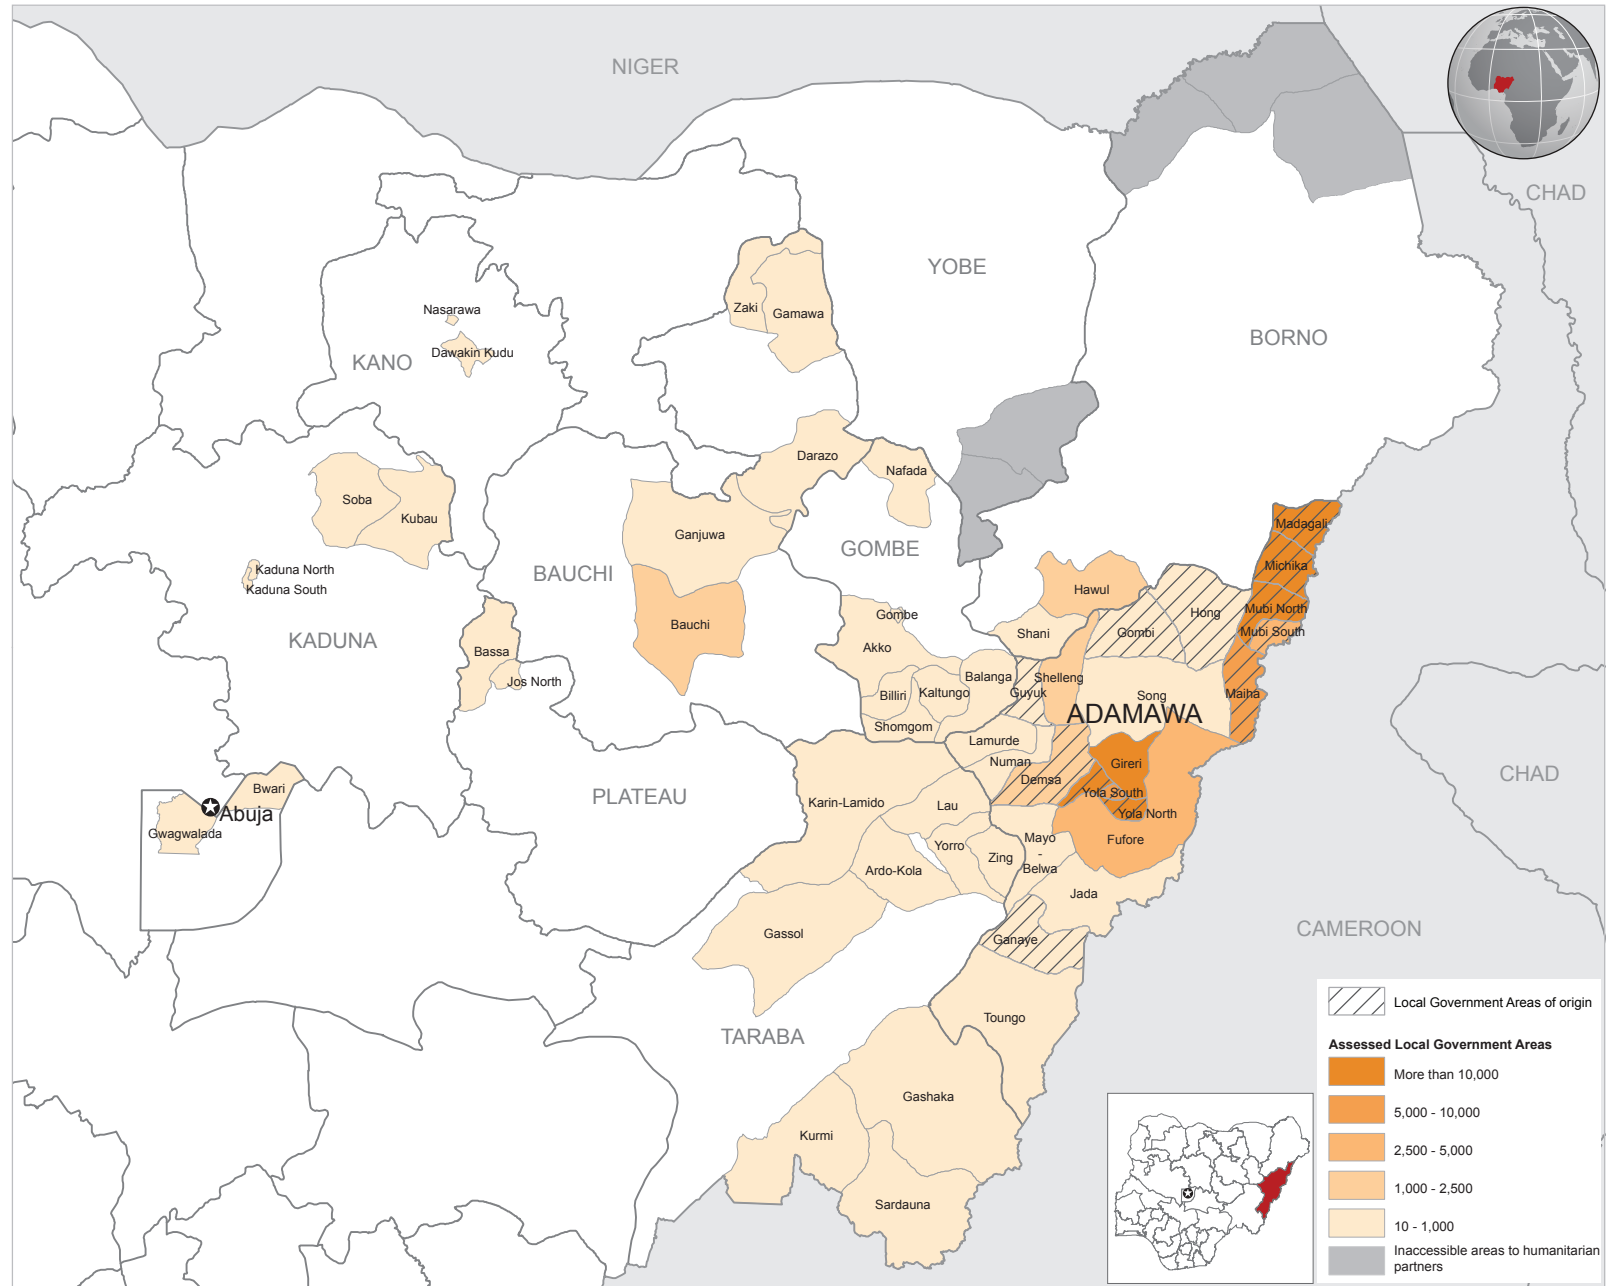 NIGER
CHAD
YOBE
Zaki
Gamawa
Nasarawa
Dawakin Kudu
KANO
BORNO
Darazo
Nafada
Soba
Kubau
Ganjuwa
GOMBE
BAUCHI
Kaduna North
Kaduna South
KADUNA
Bauchi
Bassa
Jos North
Madagali
Michika
Mubi North
Mubi South
Maiha
Hawul
Hong
Gombi
Shani
Gombe
Akko
Balanga
Billiri
Kaltungo
Shomgom
Guyuk
Shelleng
Song
ADAMAWA
Lamurde
Numan
Demsa
Gireri
Yola South
Yola North
Fufore
CHAD
Bwari
Abuja
Gwagwalada
PLATEAU
Karin-Lamido
Lau
Yorro
Zing
Ardo-Kola
Mayo
-
Belwa
Jada
Ganaye
Gassol
CAMEROON
Toungo
TARABA
Gashaka
Kurmi
Sardauna
Local Government Areas of origin
Assessed Local Government Areas
More than 10,000
5,000 - 10,000
2,500 - 5,000
1,000 - 2,500
10 - 1,000
Inaccessible areas to humanitarian
partners